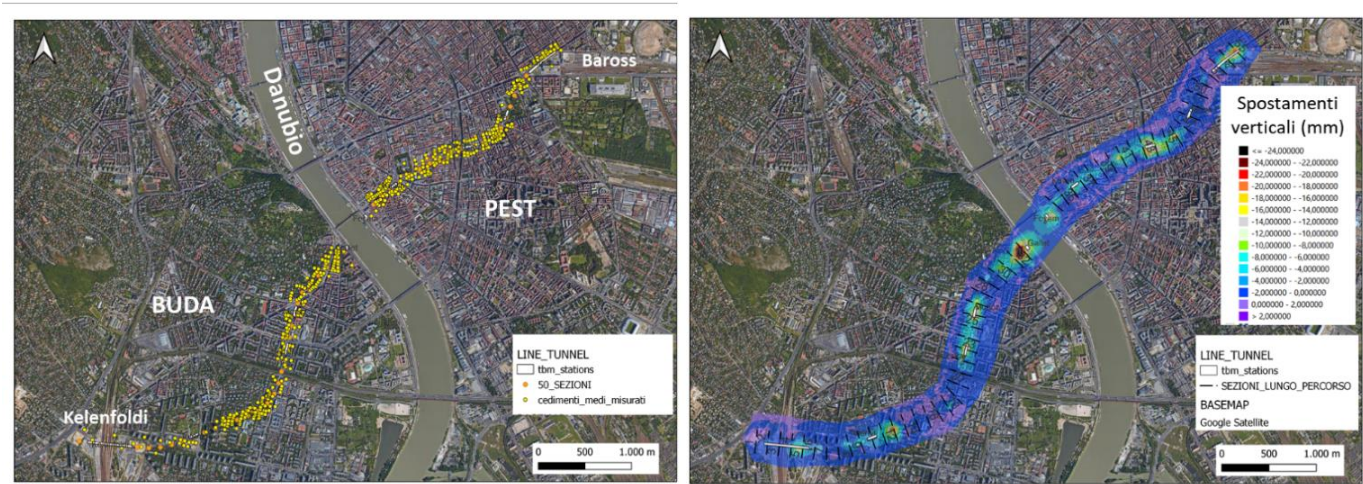 Danubio
Baross
PEST
BUDA
Kelenfoldi
LINE_TUNNEL
tbm_stations
50_SEZIONI
cedimenti_medi_misurati
0 500 1.000 m
Spostamenti
verticali (mm)
<= -24,000000
-24,000000 - -22,000000
-22,000000 - -20,000000
-20,000000 - -18,000000
-18,000000 - -16,000000
-16,000000 - -14,000000
-14,000000 - -12,000000
-12,000000 - -10,000000
-10,000000 - -8,000000
-8,000000 - -6,000000
-6,000000 - -4,000000
-4,000000 - -2,000000
-2,000000 - 0,000000
0,000000 - 2,000000
> 2,000000
LINE_TUNNEL
tbm_stations
SEZIONI_LUNGO_PERCORSO
BASEMAP
Google Satellite
0 500 1.000 m